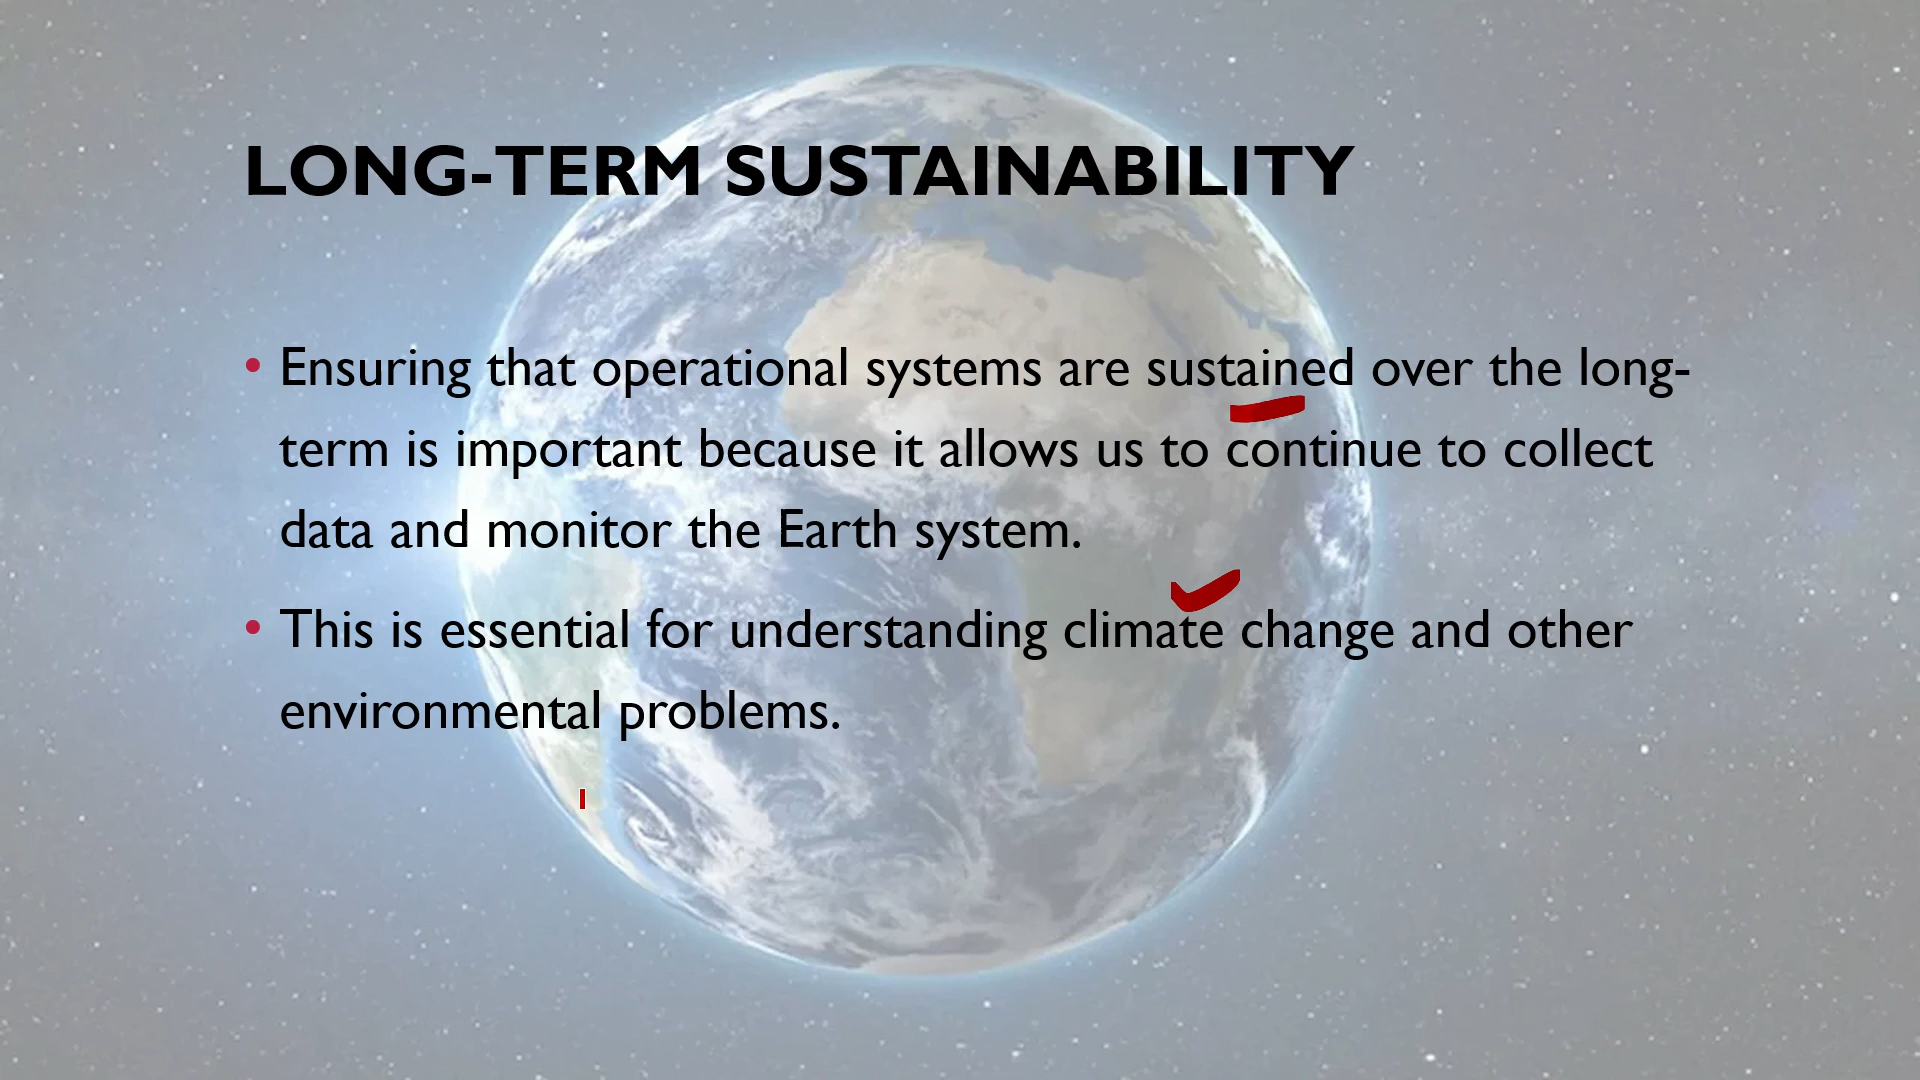 LONG-TERM SUSTAINABILITY
• Ensuring that operational systems are sustained over the long-
term is important because it allows us to continue to collect
data and monitor the Earth system.
• This is essential for understanding climate change and other
environmental problems.